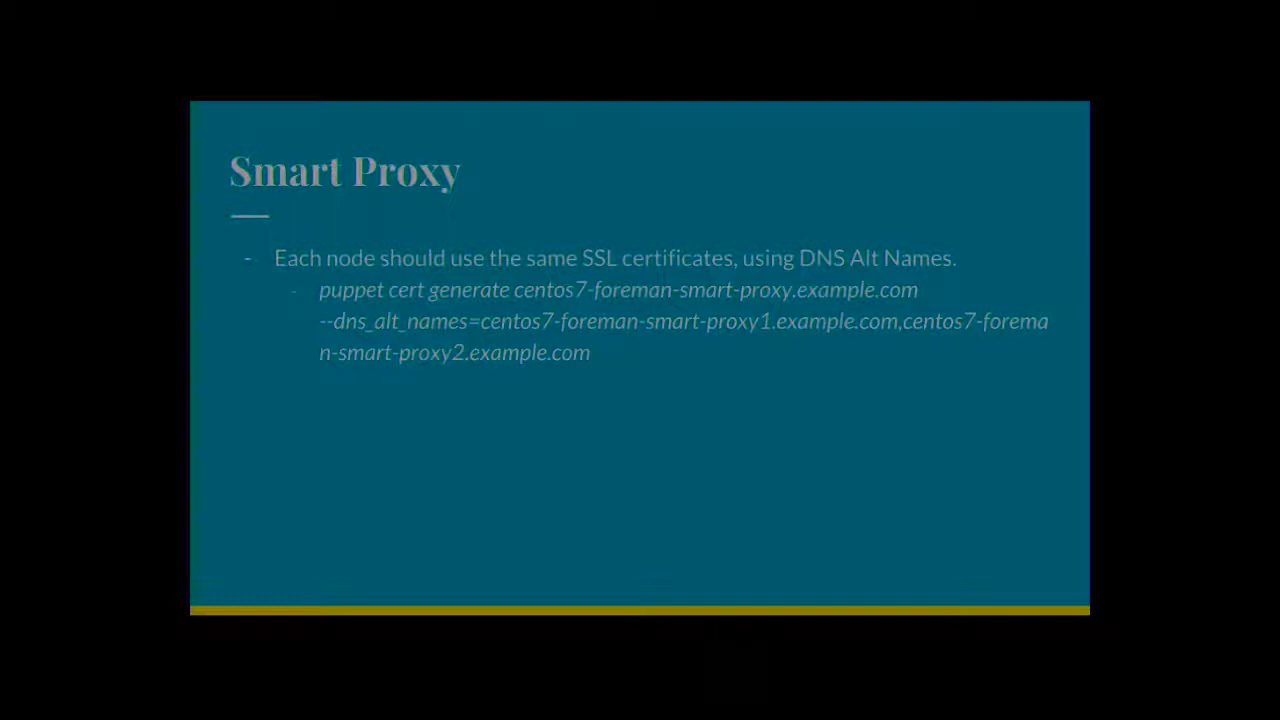 Smart Proxy
- Each node should use the same SSL certificates, using DNS Alt Names.
- puppet cert generate centos7-foreman-smart-proxy.example.com
--dns_alt_names=centos7-foreman-smart-proxy1.example.com,centos7-forema
n-smart-proxy2.example.com